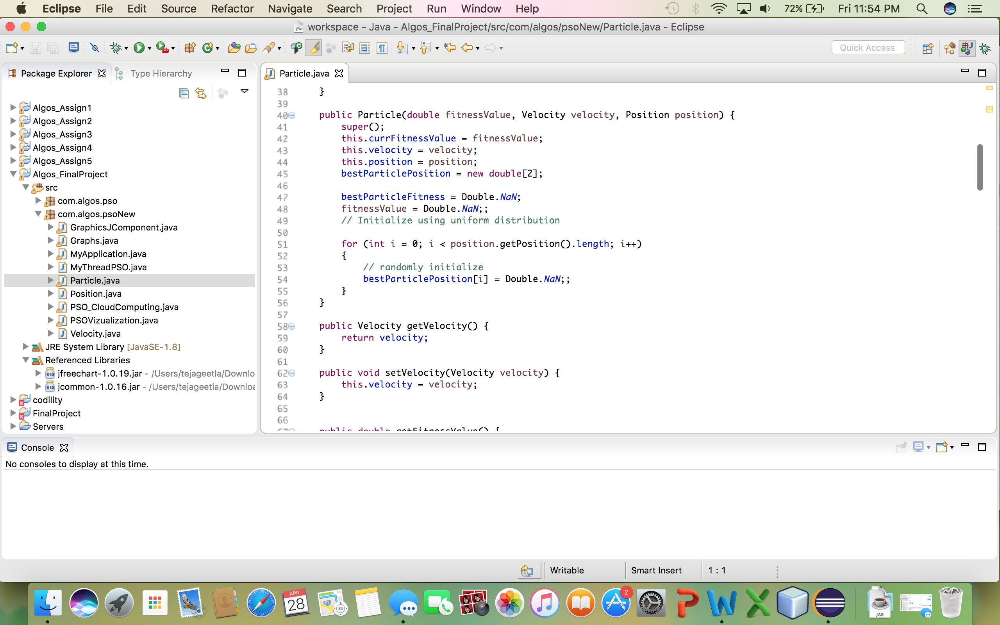 Eclipse File Edit Source Refactor Navigate Search Project Run Window Help 72% Fri 11:54 PM
workspace - Java - Algos_FinalProject/src/com/algos/psoNew/Particle.java - Eclipse
Quick Access
Package Explorer Type Hierarchy
Algos_Assign1
Algos_Assign2
Algos_Assign3
Algos_Assign4
Algos_Assign5
Algos_FinalProject
src
com.algos.pso
com.algos.psoNew
GraphicsJComponent.java
Graphs.java
MyApplication.java
MyThreadPSO.java
Particle.java
Position.java
PSO_CloudComputing.java
PSOVizualization.java
Velocity.java
JRE System Library [JavaSE-1.8]
Referenced Libraries
jfreechart-1.0.19.jar - /Users/tejageetla/Downlo
jcommon-1.0.16.jar - /Users/tejageetla/Downloa
codility
FinalProject
Servers
Particle.java
38 }
39
40 public Particle(double fitnessValue, Velocity velocity, Position position) {
41 super();
42 this.currFitnessValue = fitnessValue;
43 this.velocity = velocity;
44 this.position = position;
45 bestParticlePosition = new double[2];
46
47 bestParticleFitness = Double.NaN;
48 fitnessValue = Double.NaN;;
49 // Initialize using uniform distribution
50
51 for (int i = 0; i < position.getPosition().length; i++)
52 {
53 // randomly initialize
54 bestParticlePosition[i] = Double.NaN;;
55 }
56 }
57
58 public Velocity getVelocity() {
59 return velocity;
60 }
61
62 public void setVelocity(Velocity velocity) {
63 this.velocity = velocity;
64 }
65
66
67 public double getFitnessValue() {
Console
No consoles to display at this time.
Writable Smart Insert 1 : 1
APR
28
280
3D
2
JAR